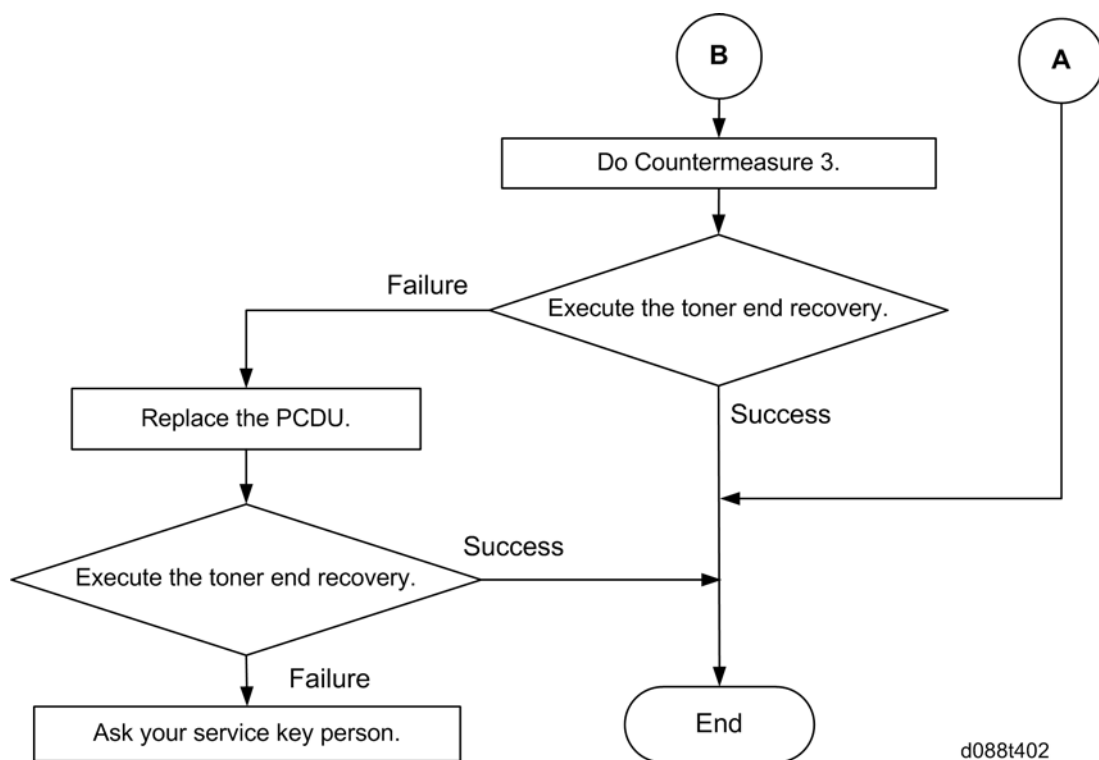 B
A
Do Countermeasure 3.
Failure
Execute the toner end recovery.
Replace the PCDU.
Success
Success
Execute the toner end recovery.
Failure
Ask your service key person.
End
d088t402